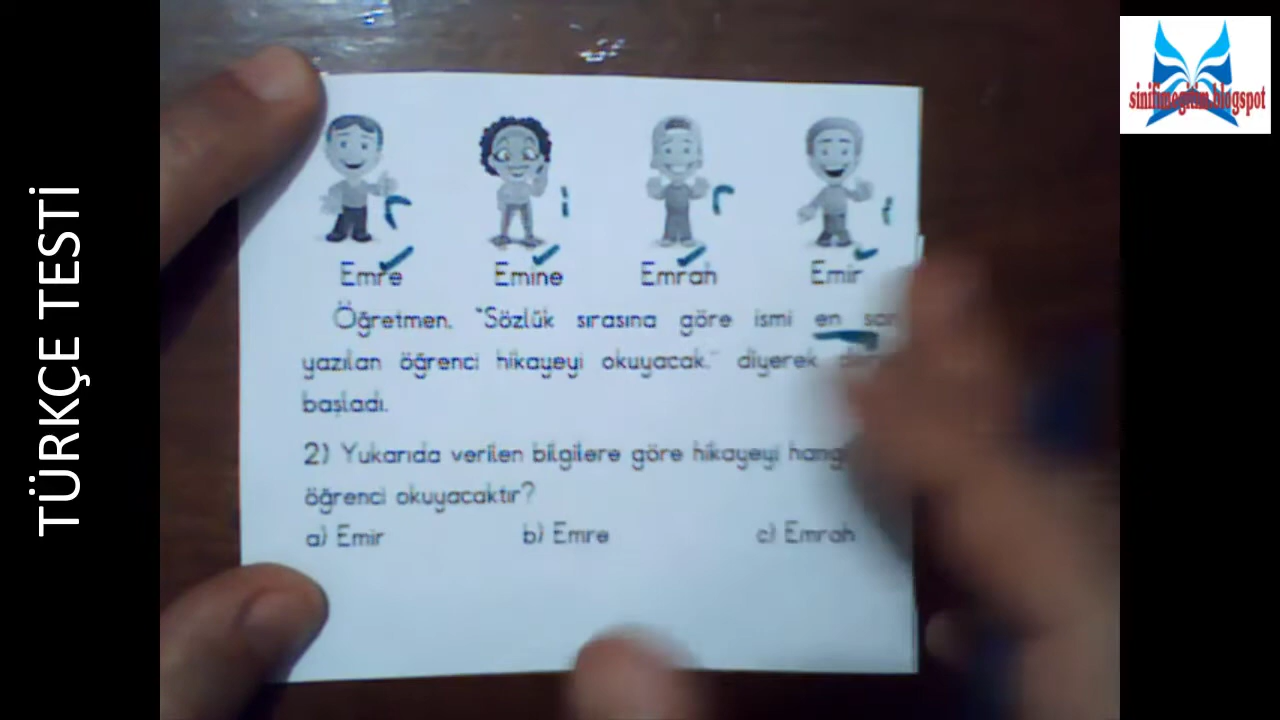 TÜRKÇE TESTİ
sinifimegitim.blogspot
r i r i
Emre Emine Emrah Emir
Öğretmen, "Sözlük sırasına göre ismi en son
yazılan öğrenci hikayeyi okuyacak." diyerek
başladı.
2) Yukarıda verilen bilgilere göre hikayeyi
öğrenci okuyacaktır?
a) Emir b) Emre c) Emrah